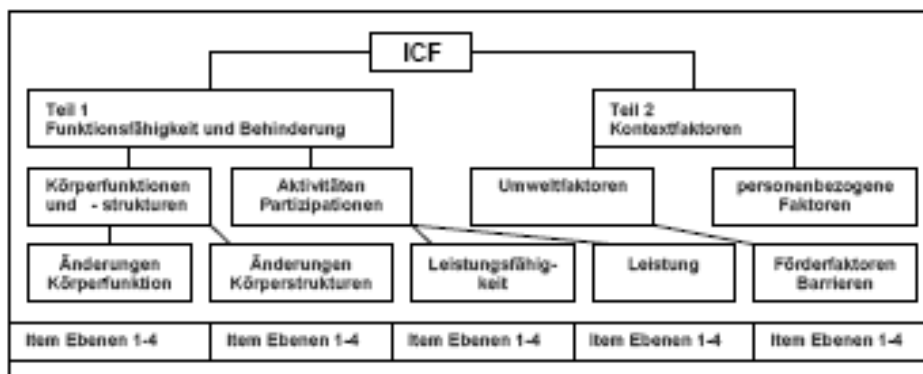 ICF
Teil 1
Funktionsfähigkeit und Behinderung
Teil 2
Kontextfaktoren
Körperfunktionen
und - strukturen
Aktivitäten
Partizipationen
Umweltfaktoren
personenbezogene
Faktoren
Änderungen
Körperfunktion
Änderungen
Körperstrukturen
Leistungsfähig-
keit
Leistung
Förderfaktoren
Barrieren
Item Ebenen 1-4
Item Ebenen 1-4
Item Ebenen 1-4
Item Ebenen 1-4
Item Ebenen 1-4